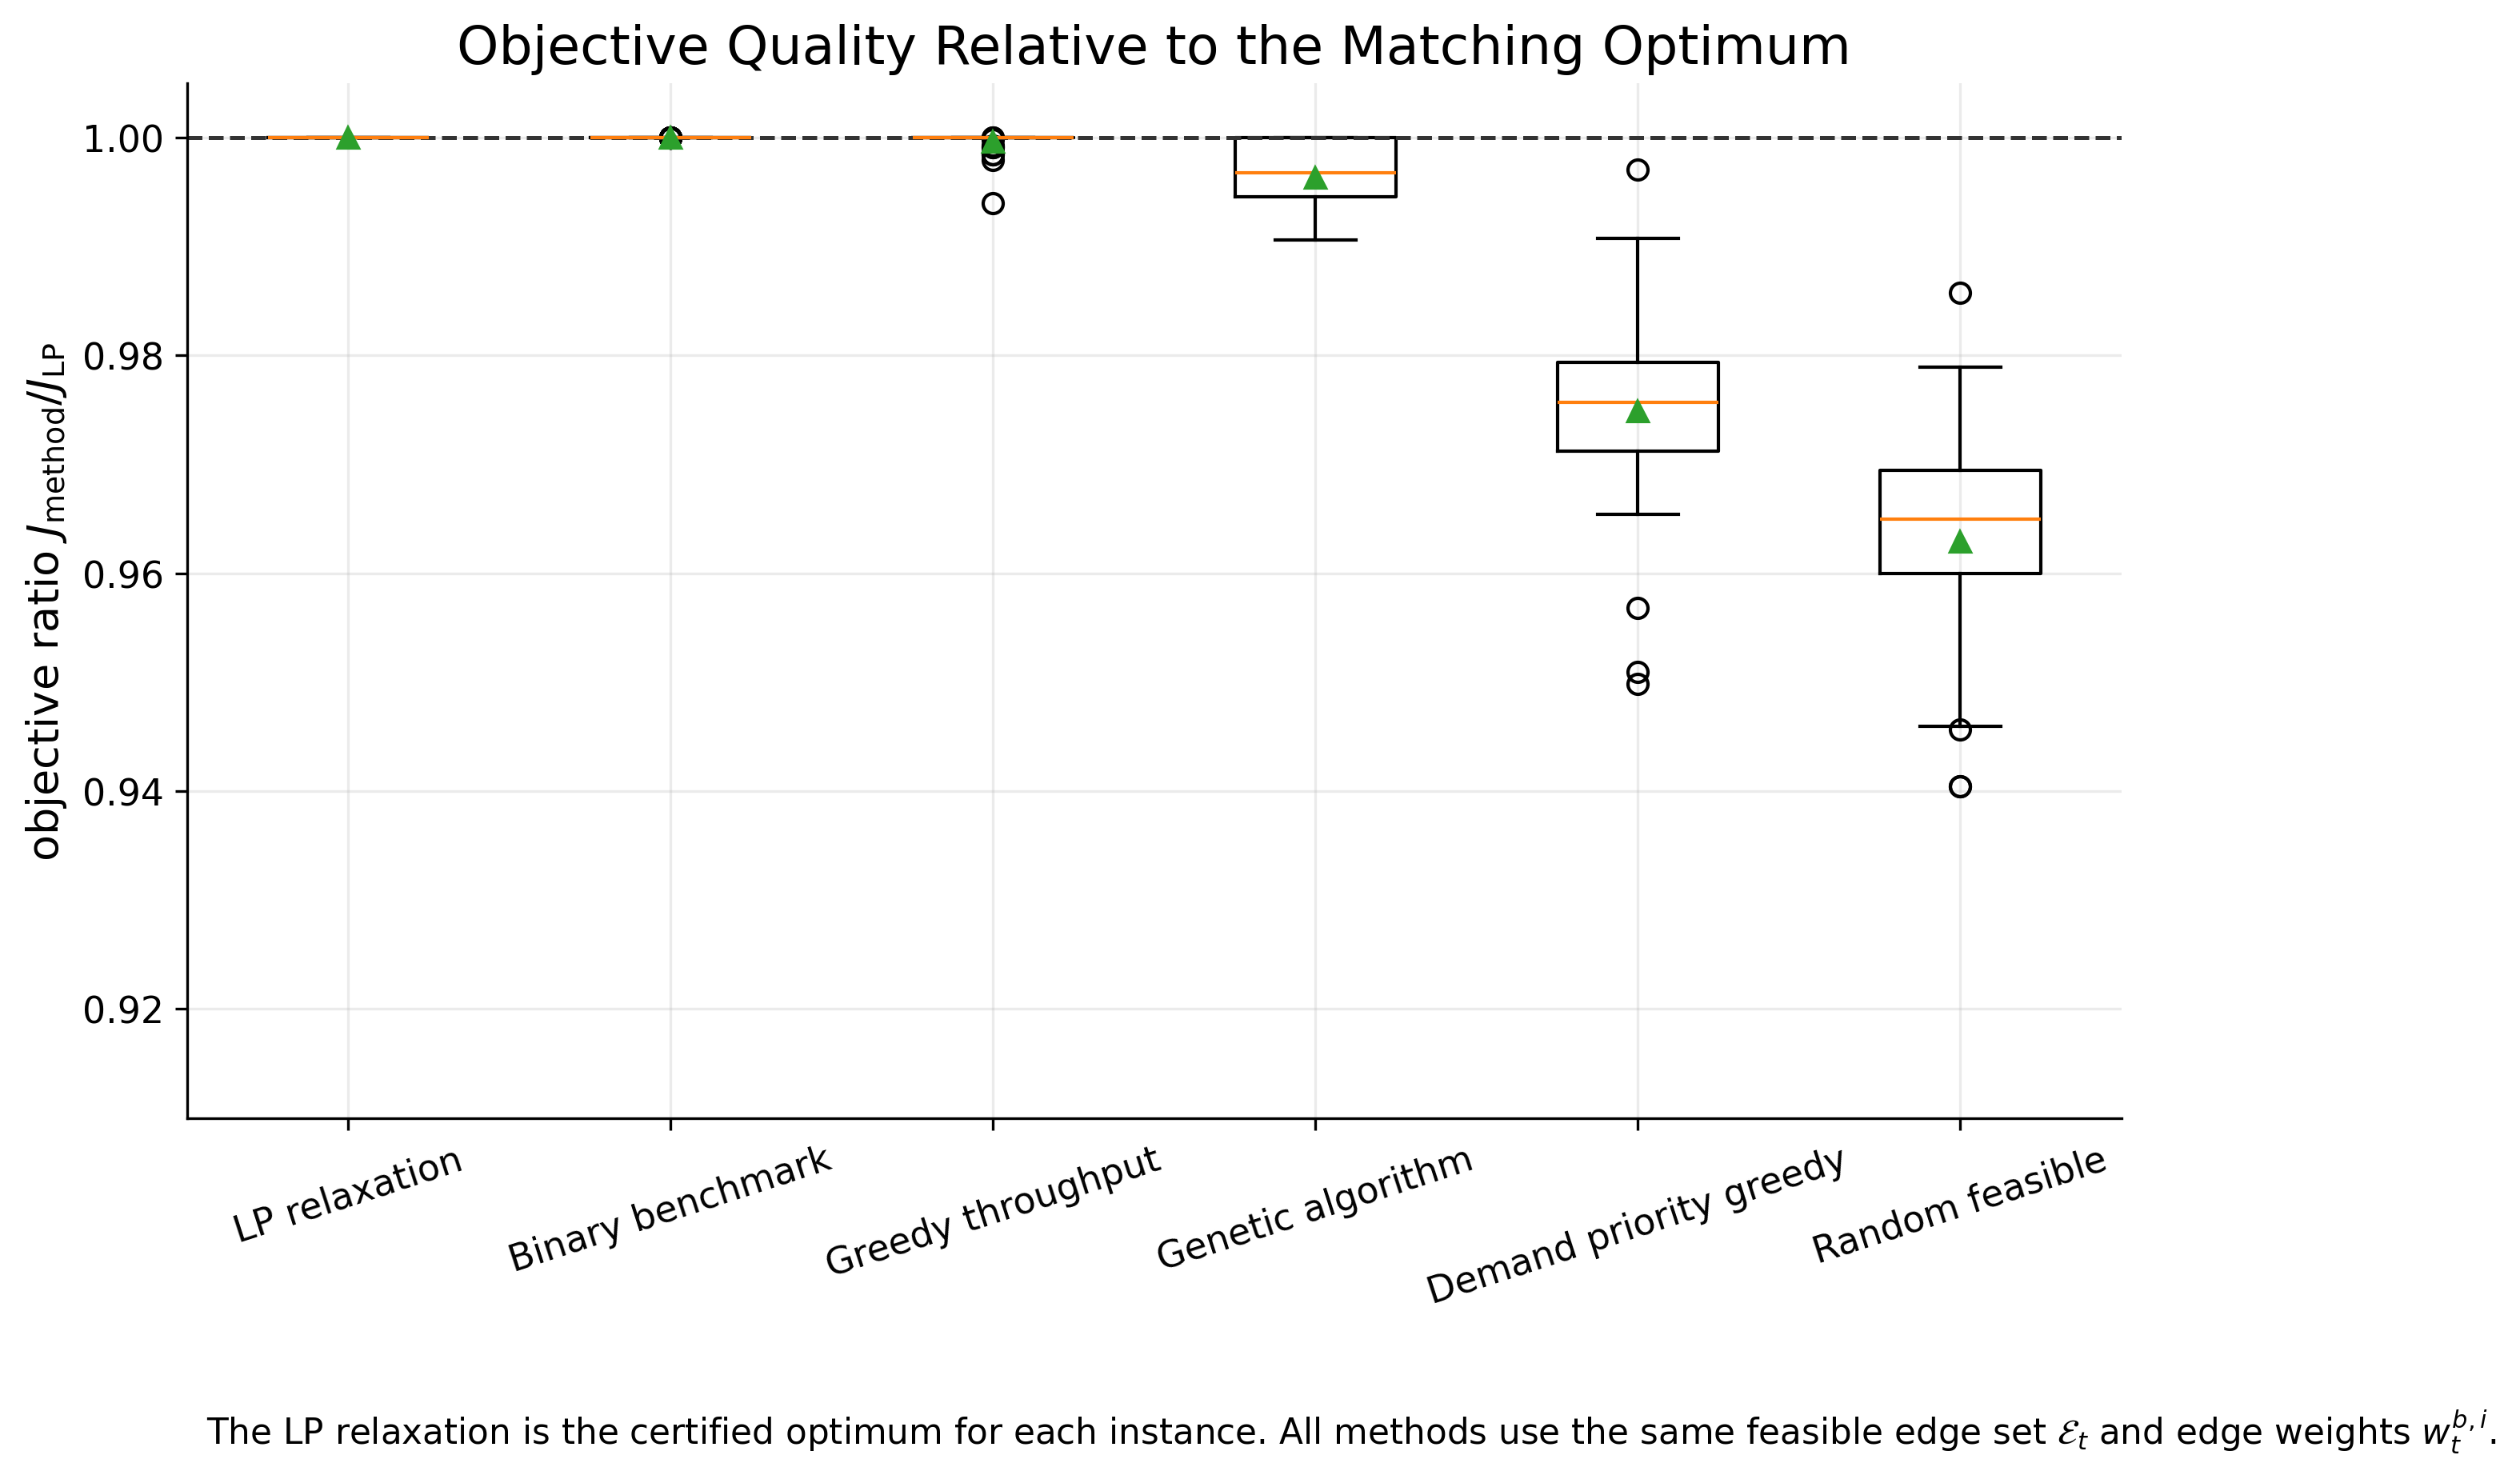 Objective Quality Relative to the Matching Optimum
objective ratio J_method/J_LP
1.00
0.98
0.96
0.94
0.92
LP relaxation
Binary benchmark
Greedy throughput
Genetic algorithm
Demand priority greedy
Random feasible
The LP relaxation is the certified optimum for each instance. All methods use the same feasible edge set ℰ_t and edge weights w_t^{b,i}.